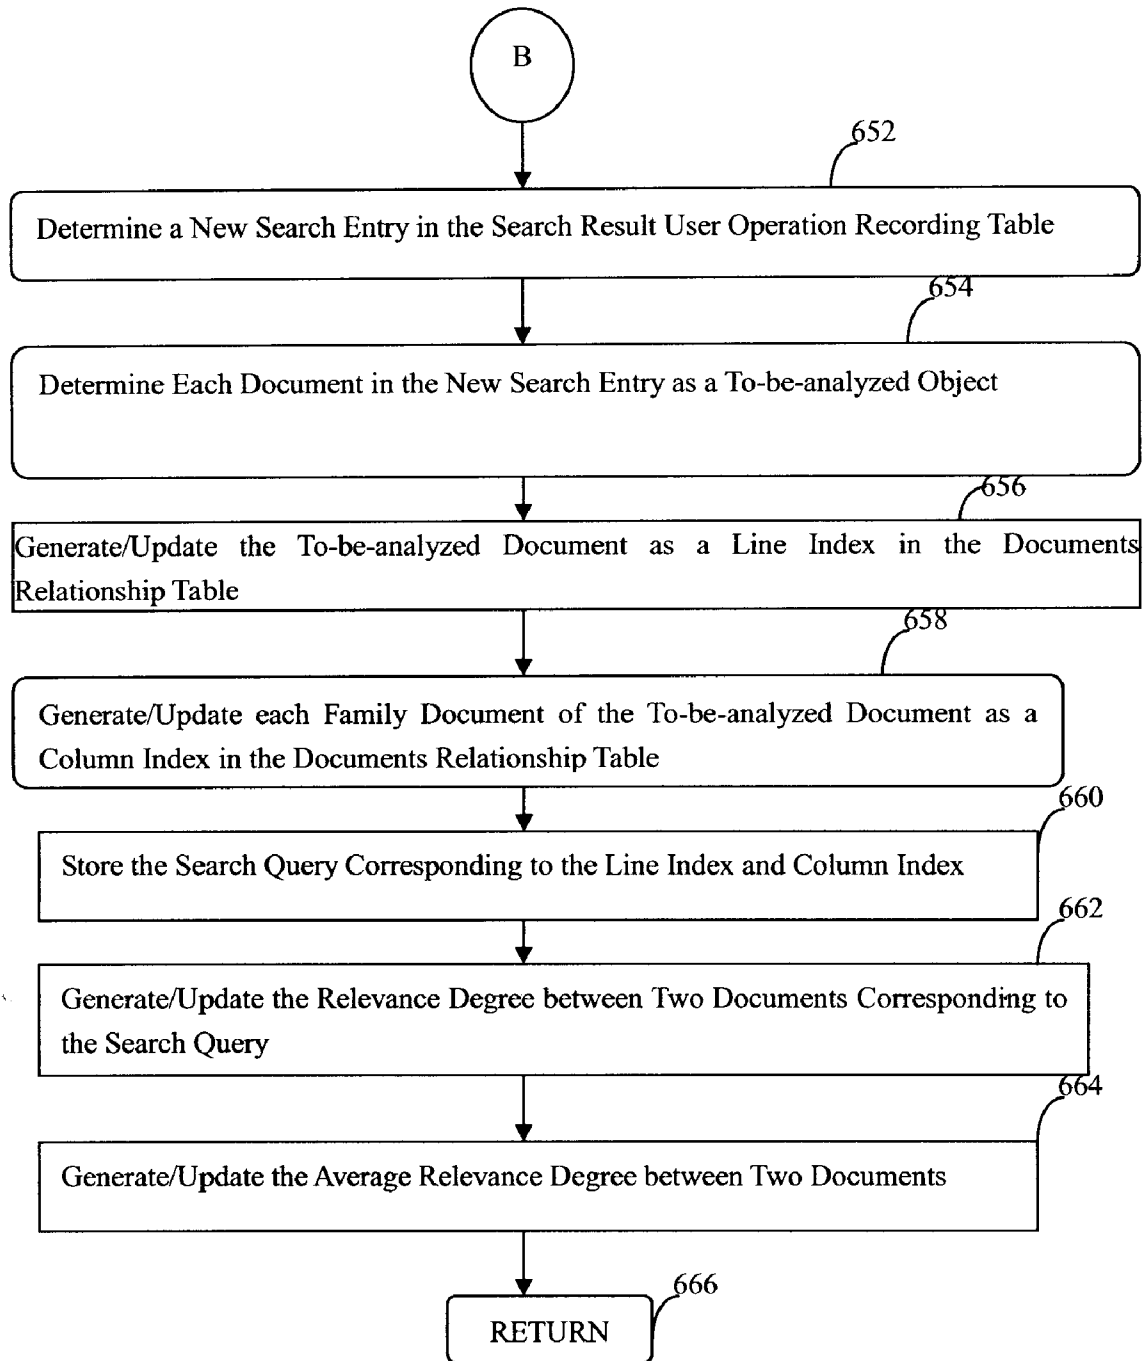 B
652
Determine a New Search Entry in the Search Result User Operation Recording Table
654
Determine Each Document in the New Search Entry as a To-be-analyzed Object
656
Generate/Update the To-be-analyzed Document as a Line Index in the Documents
Relationship Table
658
Generate/Update each Family Document of the To-be-analyzed Document as a
Column Index in the Documents Relationship Table
660
Store the Search Query Corresponding to the Line Index and Column Index
662
Generate/Update the Relevance Degree between Two Documents Corresponding to
the Search Query
664
Generate/Update the Average Relevance Degree between Two Documents
666
RETURN